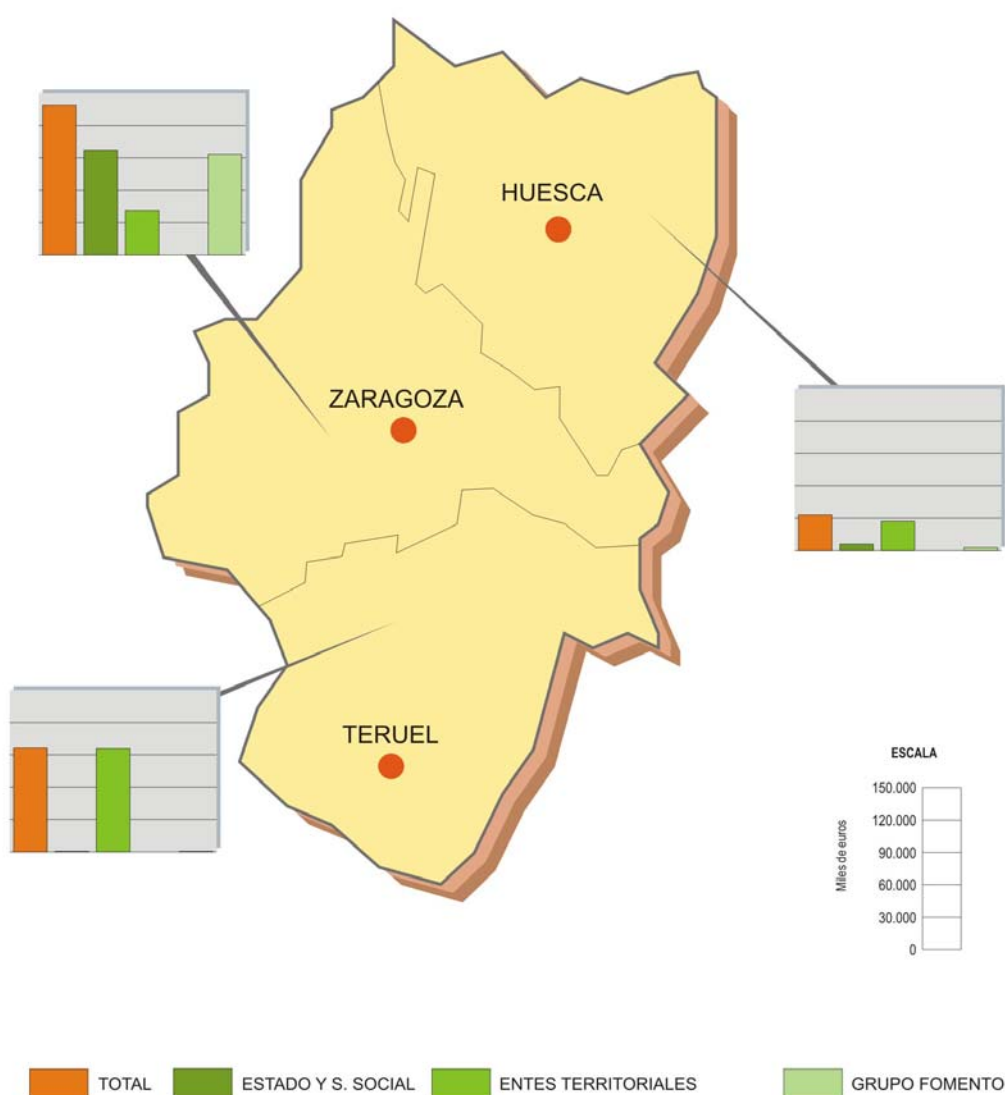 HUESCA
ZARAGOZA
TERUEL
ESCALA
Miles de euros
150.000
120.000
90.000
60.000
30.000
0
TOTAL
ESTADO Y S. SOCIAL
ENTES TERRITORIALES
GRUPO FOMENTO